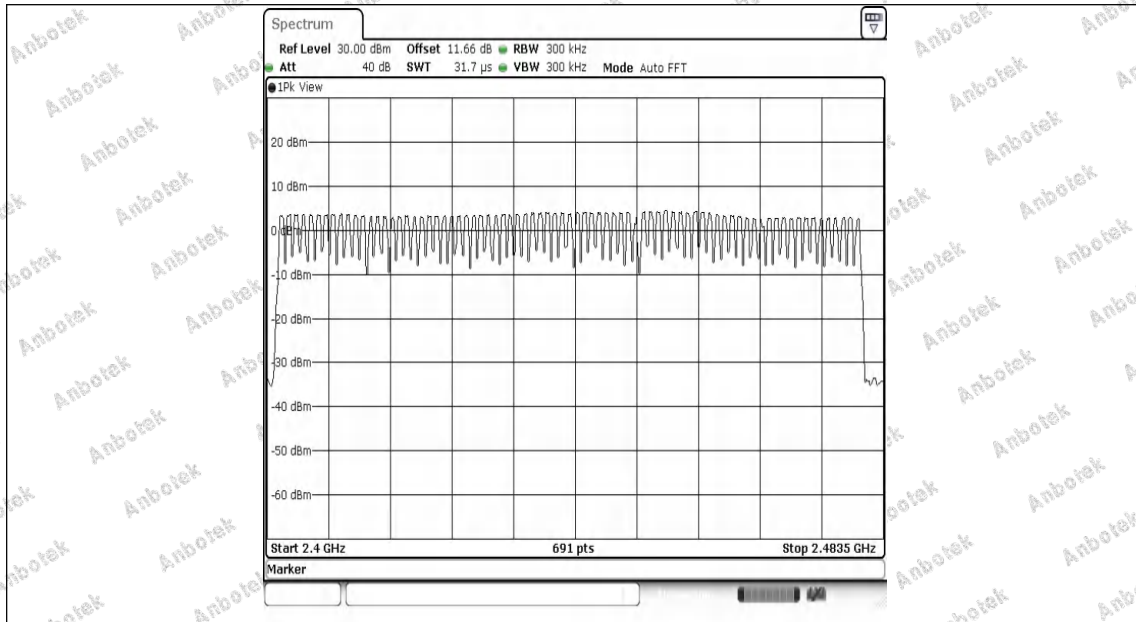 Spectrum
Ref Level 30.00 dBm Offset 11.66 dB RBW 300 kHz
Att 40 dB SWT 31.7 µs VBW 300 kHz Mode Auto FFT
1Pk View
20 dBm
10 dBm
0 dBm
-10 dBm
-20 dBm
-30 dBm
-40 dBm
-50 dBm
-60 dBm
Start 2.4 GHz 691 pts Stop 2.4835 GHz
Marker
Anbotek